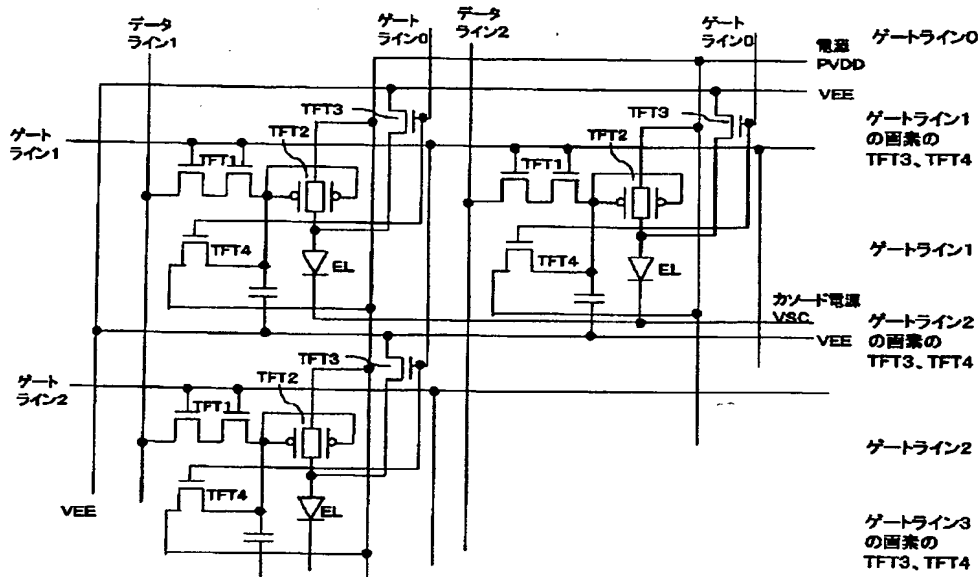 データ
ライン1
ゲート
ライン0
データ
ライン2
ゲート
ライン0
電源
PVDD
ゲートライン0
VEE
TFT3
TFT3
ゲート
ライン1
TFT2
TFT2
ゲートライン1
の画素の
TFT3、TFT4
TFT1
TFT1
TFT4
EL
TFT4
EL
ゲートライン1
カソード電源
VSC
VEE
ゲートライン2
の画素の
TFT3、TFT4
TFT3
ゲート
ライン2
TFT2
TFT1
ゲートライン2
TFT4
EL
VEE
ゲートライン3
の画素の
TFT3、TFT4